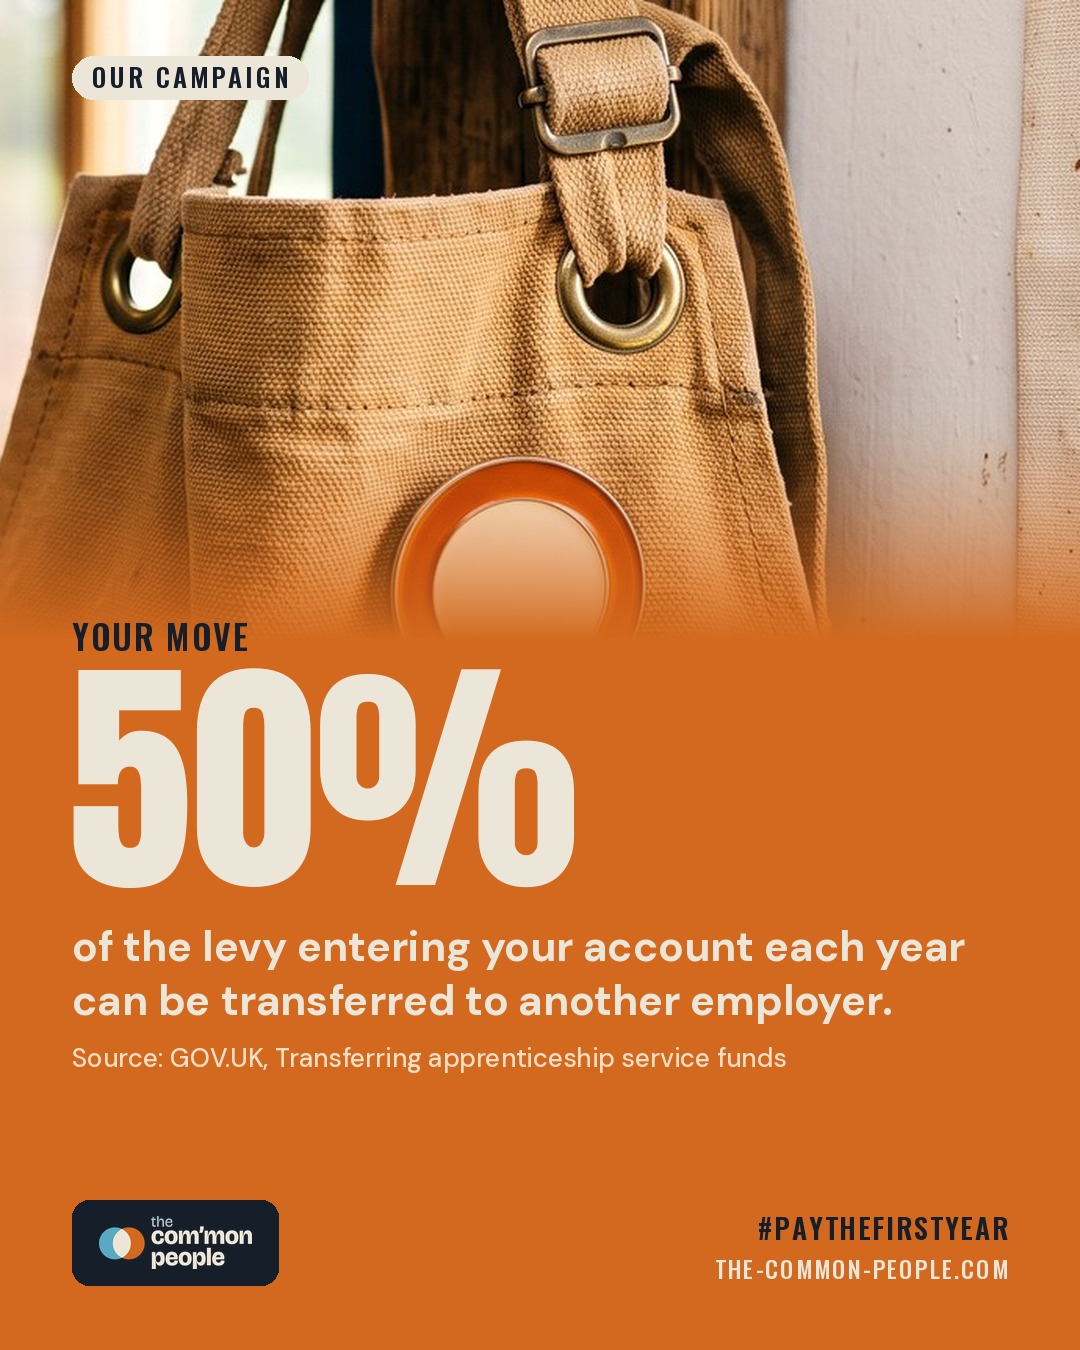 OUR CAMPAIGN
YOUR MOVE
50%
of the levy entering your account each year
can be transferred to another employer.
Source: GOV.UK, Transferring apprenticeship service funds
the
com'mon
people
#PAYTHEFIRSTYEAR
THE-COMMON-PEOPLE.COM